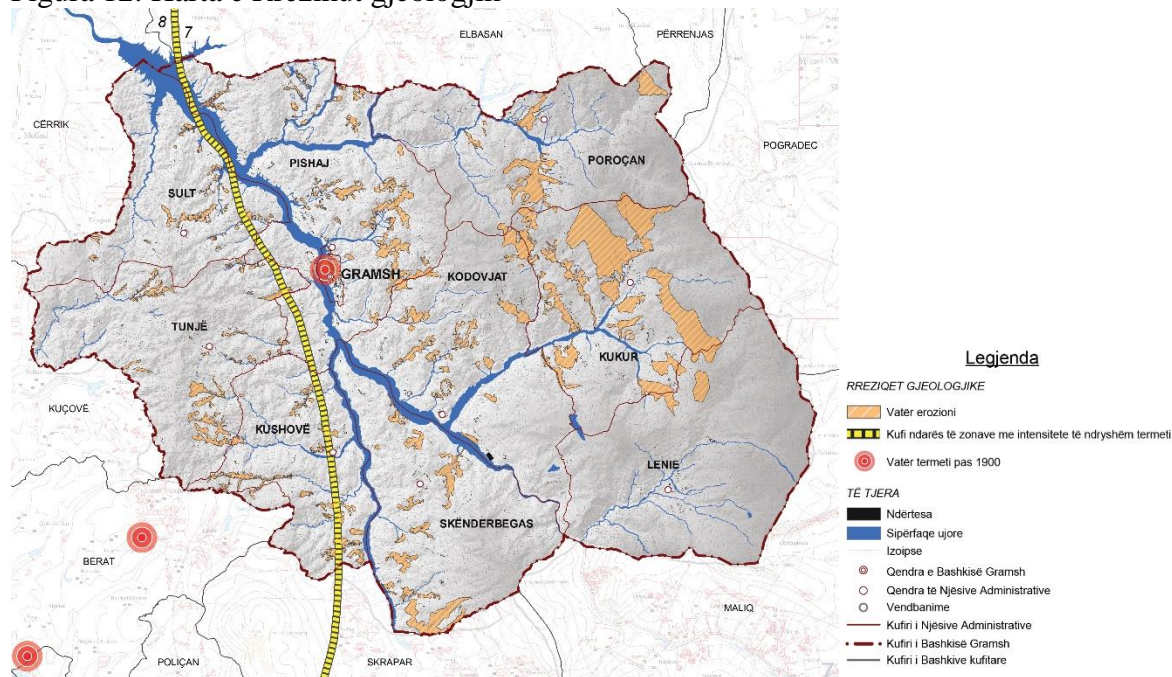 Figura 12: Harta e Rrezikut gjeologjik
8
7
ELBASAN
PËRRENJAS
CËRRIK
POGRADEC
PISHAJ
POROÇAN
SULT
GRAMSH
KODOVJAT
TUNJË
KUKUR
KUÇOVË
KUSHOVË
LENIE
SKËNDERBEGAS
BERAT
MALIQ
POLIÇAN
SKRAPAR
Legjenda
RREZIQET GJEOLOGJIKE
Vatër erozioni
Kufi ndarës të zonave me intensitete të ndryshëm termeti
Vatër termeti pas 1900
TË TJERA
Ndërtesa
Sipërfaqe ujore
Izoipse
Qendra e Bashkisë Gramsh
Qendra të Njësive Administrative
Vendbanime
Kufiri i Njësive Administrative
Kufiri i Bashkisë Gramsh
Kufiri i Bashkive kufitare